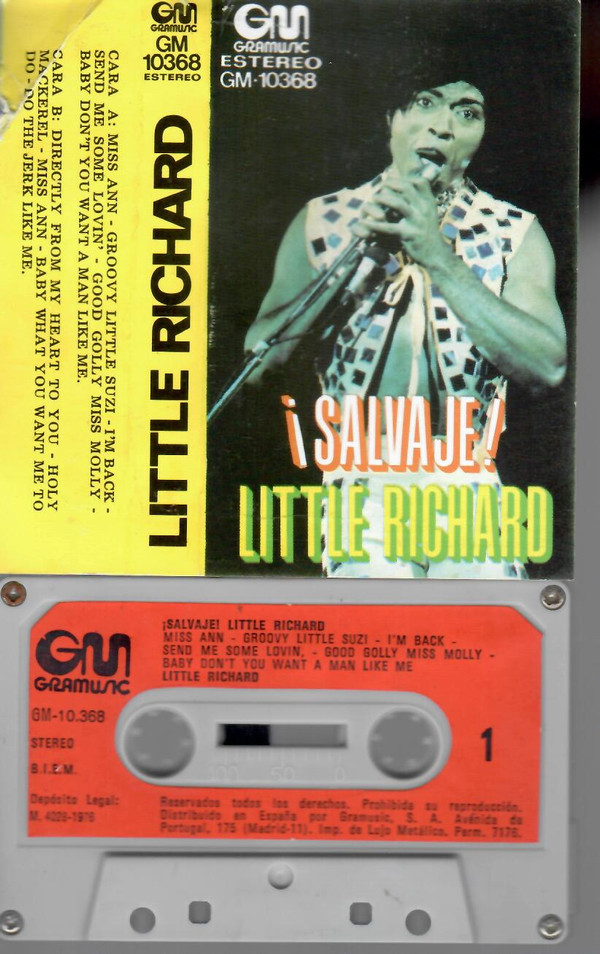 CARA A: MISS ANN - GROOVY LITTLE SUZI - I'M BACK -
SEND ME SOME LOVIN' - GOOD GOLLY MISS MOLLY -
BABY DON'T YOU WANT A MAN LIKE ME.
CARA B: DIRECTLY FROM MY HEART TO YOU - HOLY
MACKEREL - MISS ANN - BABY WHAT YOU WANT ME TO
DO - DO THE JERK LIKE ME.
GM
GRAMUSIC
GM
10368
ESTEREO
LITTLE RICHARD
GM
GRAMUSIC
ESTEREO
GM-10368
¡SALVAJE!
LITTLE RICHARD
GM
GRAMUSIC
GM-10.368
STEREO
B.I.E.M.
Depósito Legal:
M. 4228-1976
¡SALVAJE! LITTLE RICHARD
MISS ANN - GROOVY LITTLE SUZI - I'M BACK -
SEND ME SOME LOVIN, - GOOD GOLLY MISS MOLLY -
BABY DON'T YOU WANT A MAN LIKE ME
LITTLE RICHARD
1
100 50 0
Reservados todos los derechos. Prohibida su reproducción.
Distribuido en España por Gramusic, S. A. Avenida de
Portugal, 175 (Madrid-11). Imp. de Lujo Metálico. Perm. 7176.